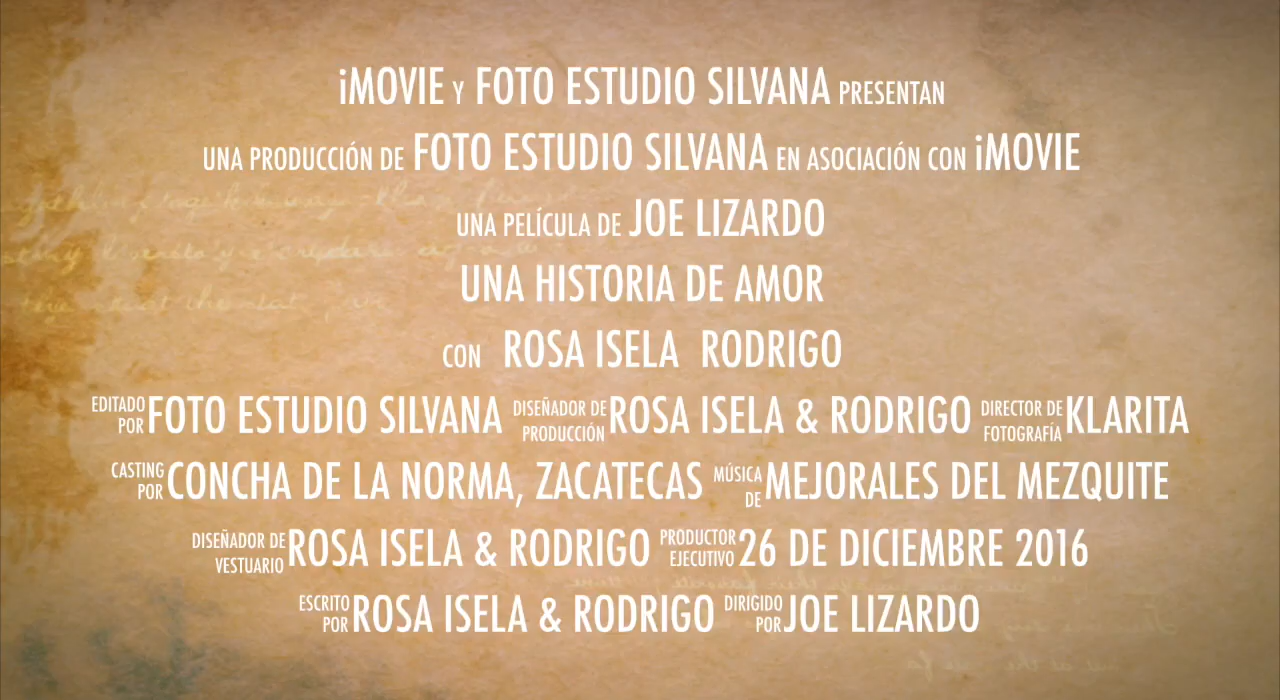 iMOVIE Y FOTO ESTUDIO SILVANA PRESENTAN
UNA PRODUCCIÓN DE FOTO ESTUDIO SILVANA EN ASOCIACIÓN CON iMOVIE
UNA PELÍCULA DE JOE LIZARDO
UNA HISTORIA DE AMOR
CON ROSA ISELA RODRIGO
EDITADO POR FOTO ESTUDIO SILVANA DISEÑADOR DE PRODUCCIÓN ROSA ISELA & RODRIGO DIRECTOR DE FOTOGRAFÍA KLARITA
CASTING POR CONCHA DE LA NORMA, ZACATECAS MÚSICA DE MEJORALES DEL MEZQUITE
DISEÑADOR DE VESTUARIO ROSA ISELA & RODRIGO PRODUCTOR EJECUTIVO 26 DE DICIEMBRE 2016
ESCRITO POR ROSA ISELA & RODRIGO DIRIGIDO POR JOE LIZARDO